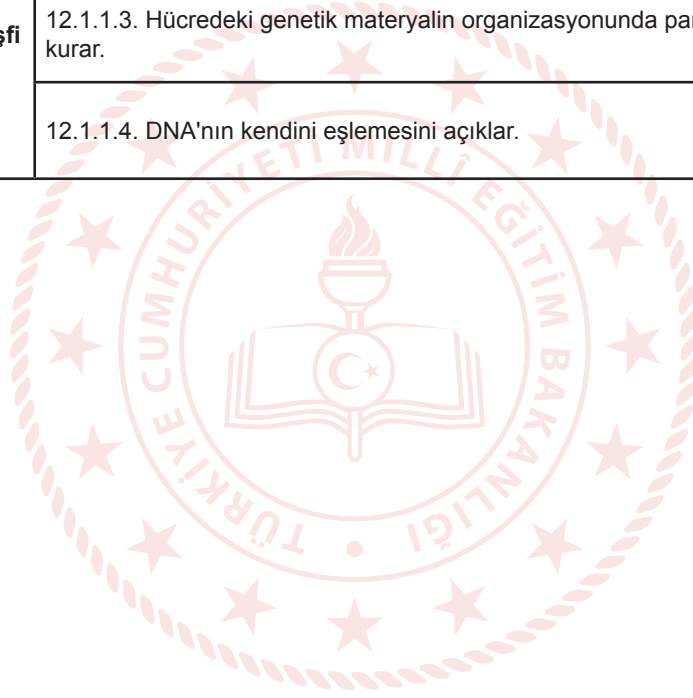 şfi
12.1.1.3. Hücredeki genetik materyalin organizasyonunda
kurar.
12.1.1.4. DNA'nın kendini eşlemesini açıklar.
TÜRKİYE CUMHURİYETİ MİLLÎ EĞİTİM BAKANLIĞI